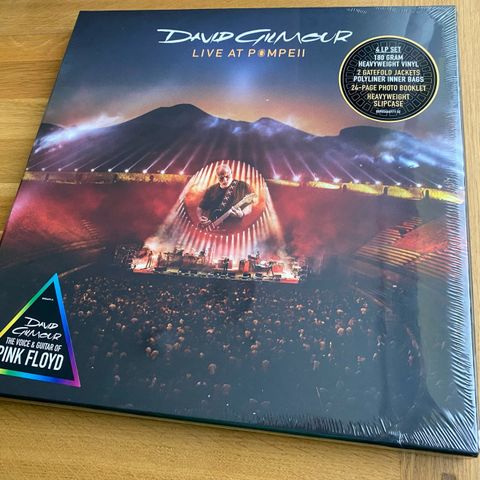 DAVID GILMOUR
LIVE AT POMPEII
4 LP SET
180 GRAM
HEAVYWEIGHT VINYL
2 GATEFOLD JACKETS
POLYLINER INNER BAGS
24-PAGE PHOTO BOOKLET
HEAVYWEIGHT
SLIPCASE
DAVID
GILMOUR
THE VOICE & GUITAR OF
PINK FLOYD